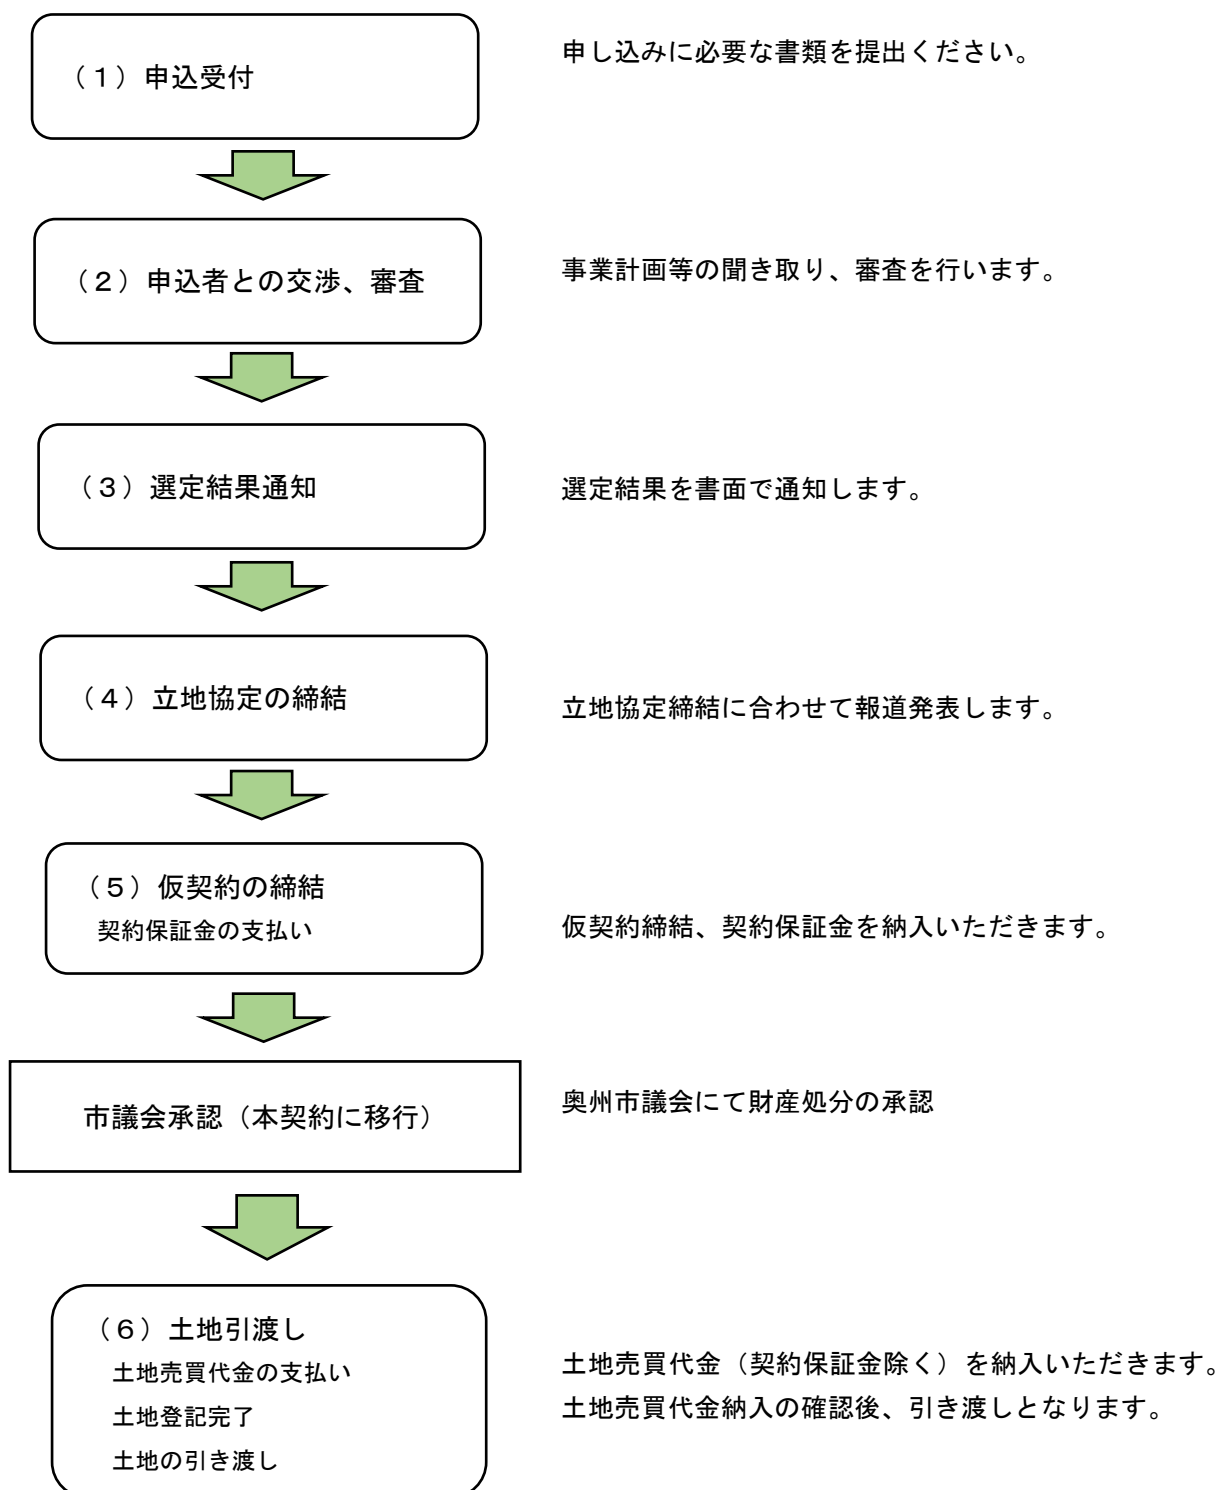 （１）申込受付
申し込みに必要な書類を提出ください。
（２）申込者との交渉、審査
事業計画等の聞き取り、審査を行います。
（３）選定結果通知
選定結果を書面で通知します。
（４）立地協定の締結
立地協定締結に合わせて報道発表します。
（５）仮契約の締結
契約保証金の支払い
仮契約締結、契約保証金を納入いただきます。
市議会承認（本契約に移行）
奥州市議会にて財産処分の承認
（６）土地引渡し
土地売買代金の支払い
土地登記完了
土地の引き渡し
土地売買代金（契約保証金除く）を納入いただきます。
土地売買代金納入の確認後、引き渡しとなります。